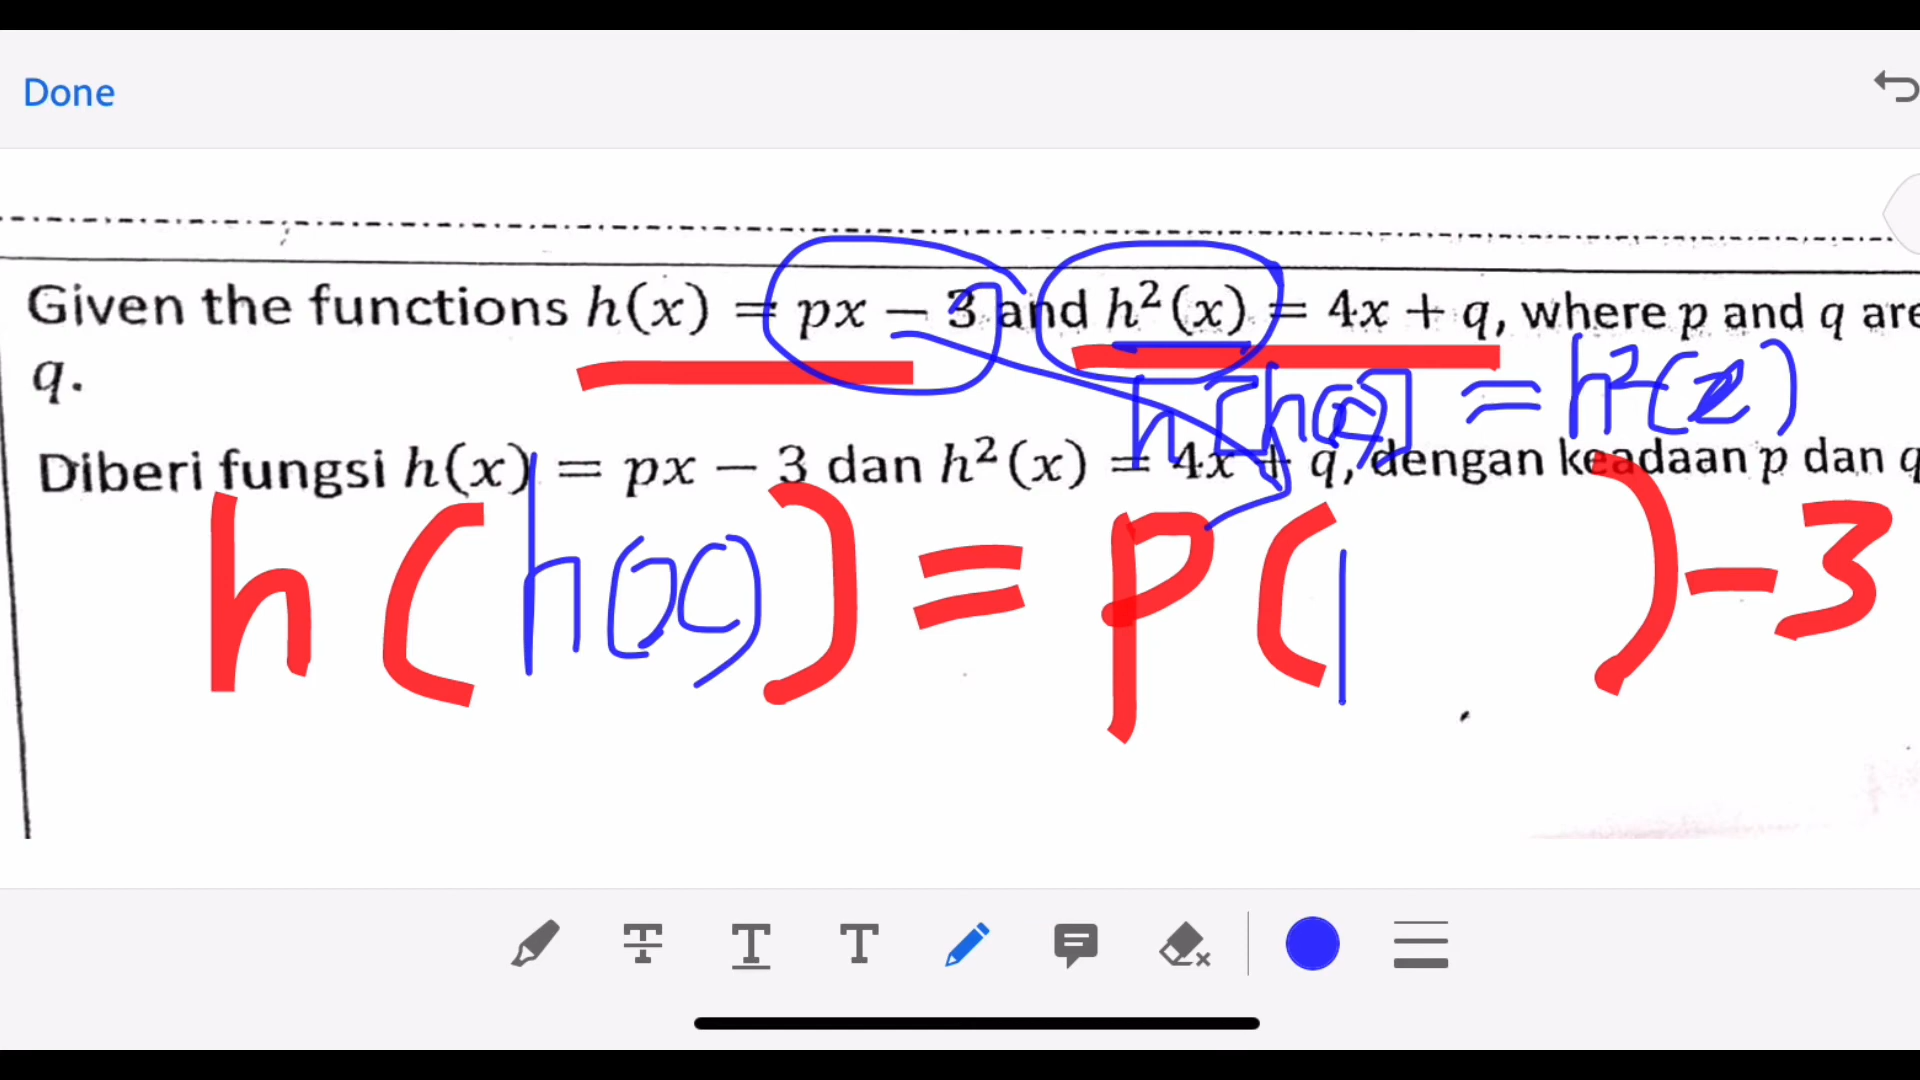 Done
Given the functions h(x) = px − 3 and h²(x) = 4x + q, where p and q are
q.
h[h(x)] = h²(x)
Diberi fungsi h(x) = px − 3 dan h²(x) = 4x + q, dengan keadaan p dan q
h(h(x)) = p( ) − 3